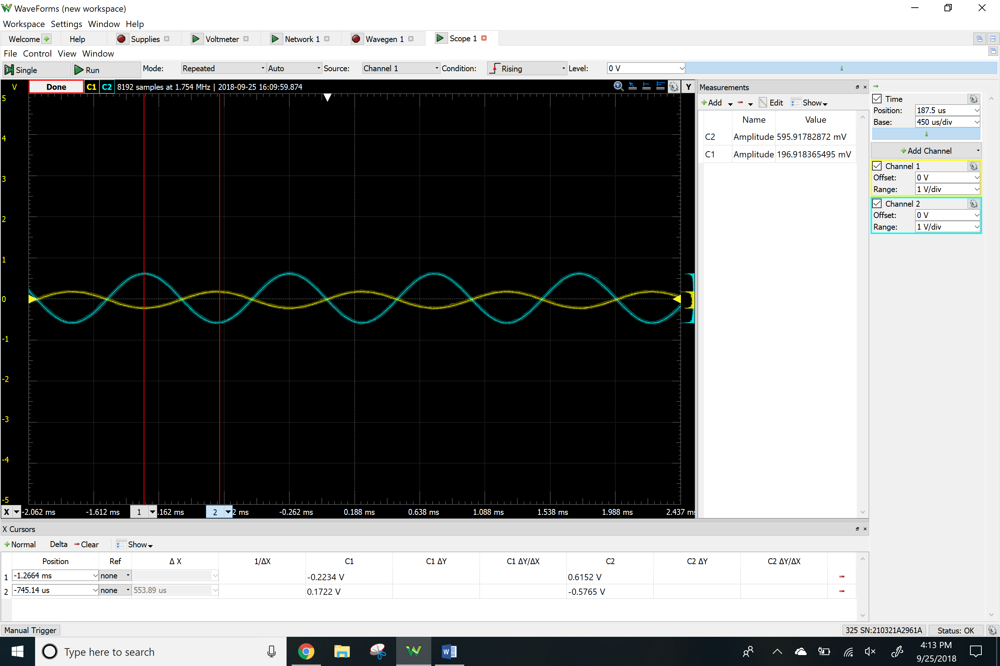 WaveForms (new workspace)
Workspace Settings Window Help
Welcome Help Supplies Voltmeter Network 1 Wavegen 1 Scope 1
File Control View Window
Single Run Mode: Repeated Auto Source: Channel 1 Condition: Rising Level: 0 V
V Done C1 C2 8192 samples at 1.754 MHz | 2018-09-25 16:09:59.874 Y
5
4
3
2
1
0
-1
-2
-3
-4
-5
X -2.062 ms -1.612 ms 1 .162 ms 2 2 ms -0.262 ms 0.188 ms 0.638 ms 1.088 ms 1.538 ms 1.988 ms 2.437 ms
Measurements
Add Edit Show
Name Value
C2 Amplitude 595.91782872 mV
C1 Amplitude 196.918365495 mV
Time
Position: 187.5 us
Base: 450 us/div
Add Channel
Channel 1
Offset: 0 V
Range: 1 V/div
Channel 2
Offset: 0 V
Range: 1 V/div
X Cursors
Normal Delta Clear Show
Position Ref Δ X 1/ΔX C1 C1 ΔY C1 ΔY/ΔX C2 C2 ΔY C2 ΔY/ΔX
1 -1.2664 ms none -0.2234 V 0.6152 V
2 -745.14 us none 553.89 us 0.1722 V -0.5765 V
Manual Trigger 325 SN:210321A2961A Status: OK
Type here to search
4:13 PM
9/25/2018